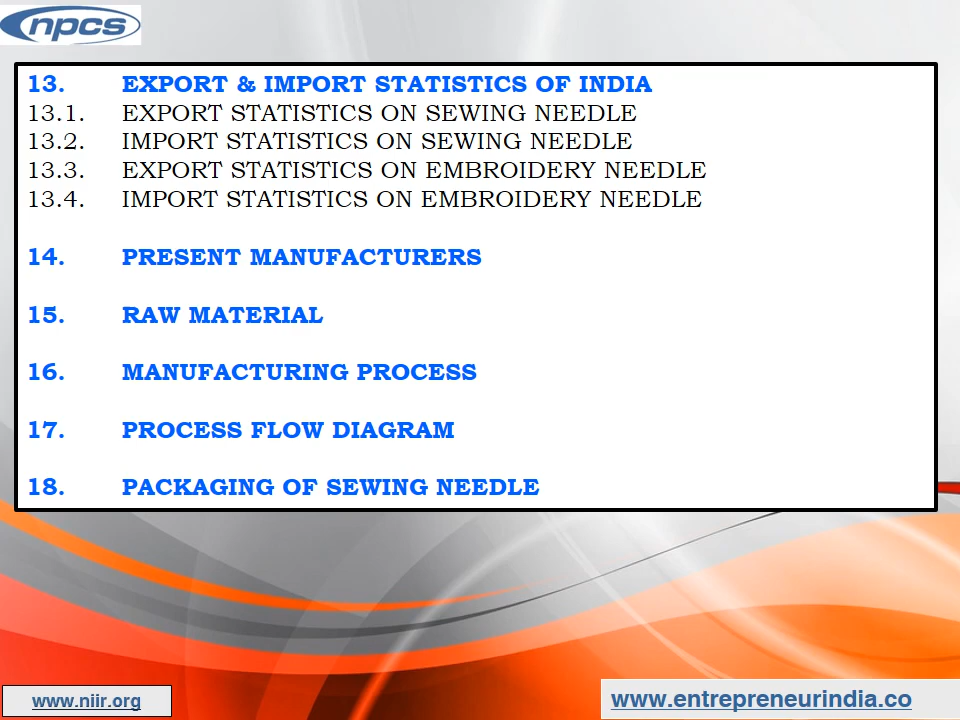 npcs
13. EXPORT & IMPORT STATISTICS OF INDIA
13.1. EXPORT STATISTICS ON SEWING NEEDLE
13.2. IMPORT STATISTICS ON SEWING NEEDLE
13.3. EXPORT STATISTICS ON EMBROIDERY NEEDLE
13.4. IMPORT STATISTICS ON EMBROIDERY NEEDLE
14. PRESENT MANUFACTURERS
15. RAW MATERIAL
16. MANUFACTURING PROCESS
17. PROCESS FLOW DIAGRAM
18. PACKAGING OF SEWING NEEDLE
www.niir.org
www.entrepreneurindia.co